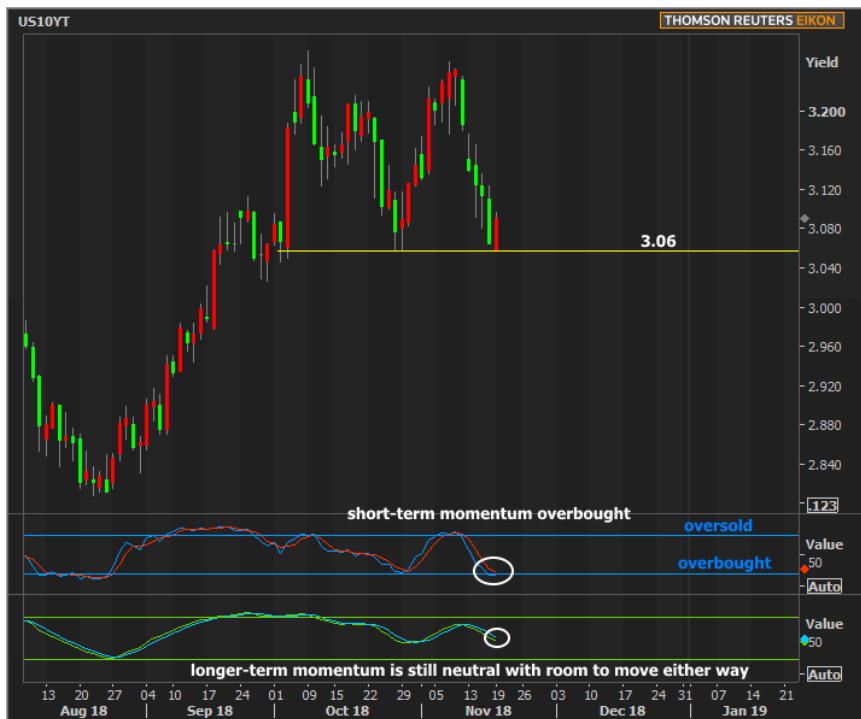 US10YT
THOMSON REUTERS EIKON
Yield
3.200
3.160
3.120
3.080
3.06
3.040
3.000
2.960
2.920
2.880
2.840
.123
short-term momentum overbought
oversold
Value
50
overbought
Auto
Value
50
longer-term momentum is still neutral with room to move either way
Auto
13 20 27 04 10 17 24 01 09 15 22 29 05 13 19 26 03 10 17 24 31 07 14 21
Aug 18 Sep 18 Oct 18 Nov 18 Dec 18 Jan 19